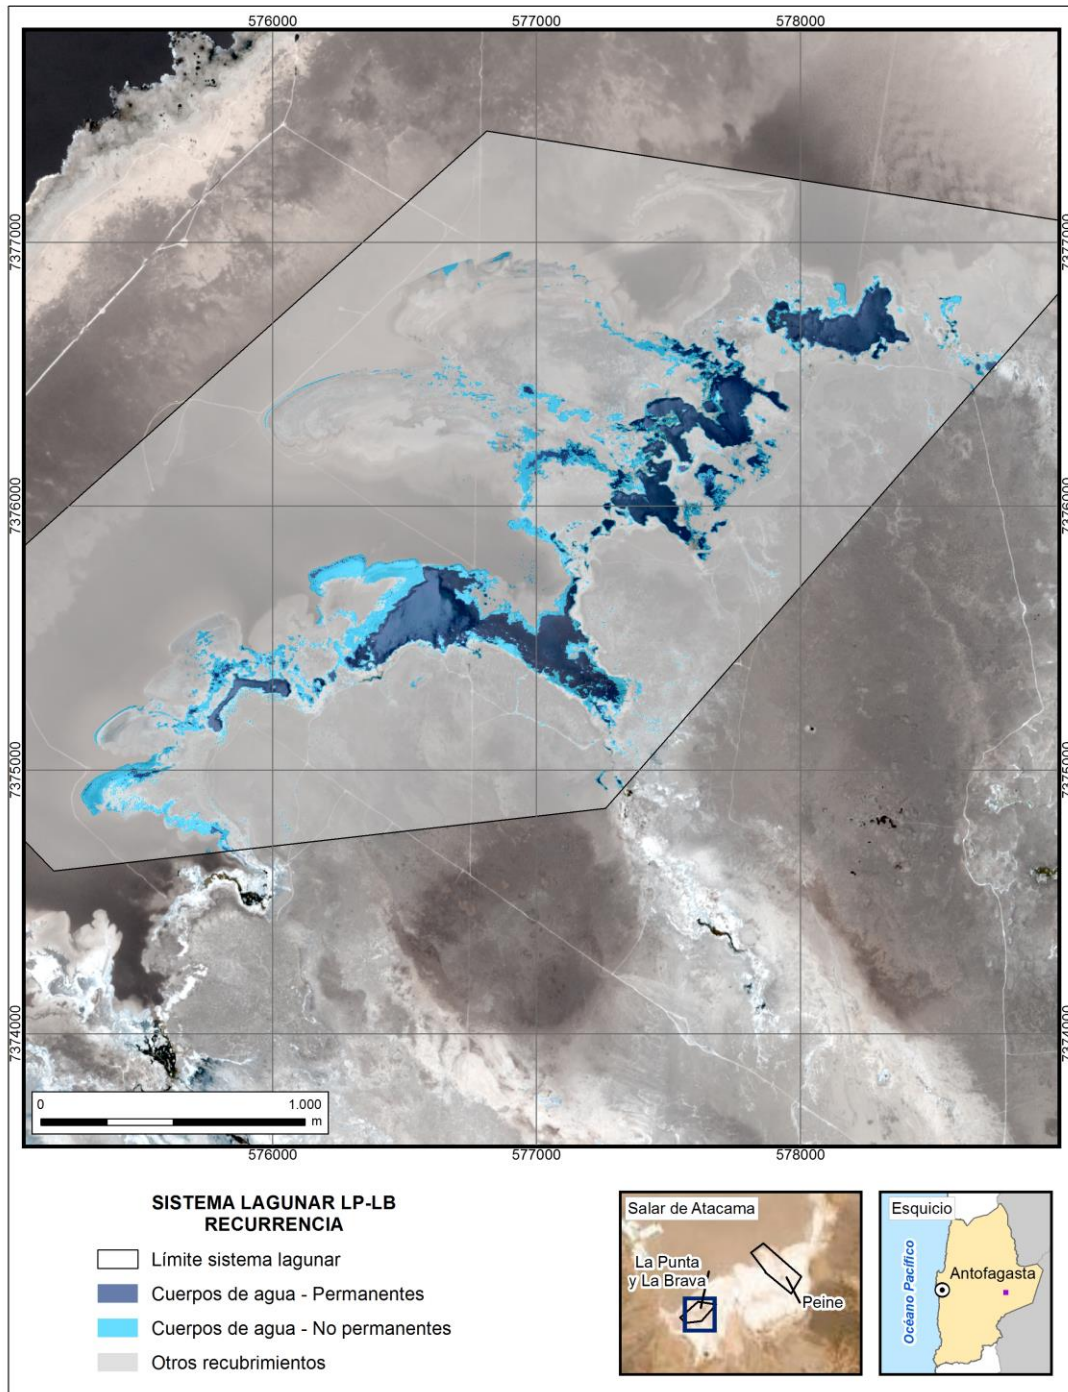 576000
577000
578000
7377000
7377000
7376000
7376000
7375000
7375000
7374000
7374000
0
1.000
m
576000
577000
578000
SISTEMA LAGUNAR LP-LB
RECURRENCIA
Límite sistema lagunar
Cuerpos de agua - Permanentes
Cuerpos de agua - No permanentes
Otros recubrimientos
Salar de Atacama
La Punta
y La Brava
Peine
Esquicio
Océano Pacífico
Antofagasta